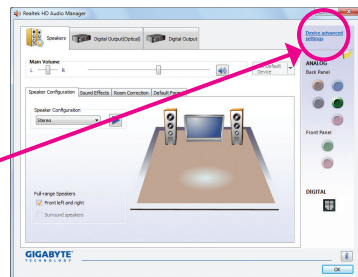 Realtek HD Audio Manager
Speakers
Digital Output(Optical)
Digital Output
Device advanced
settings
Main Volume
L
R
Default
Device
ANALOG
Back Panel
Speaker Configuration
Sound Effects
Room Correction
Default Format
Speaker Configuration
Stereo
Front Panel
Full-range Speakers
Front left and right
Surround speakers
DIGITAL
GIGABYTE
TECHNOLOGY
OK